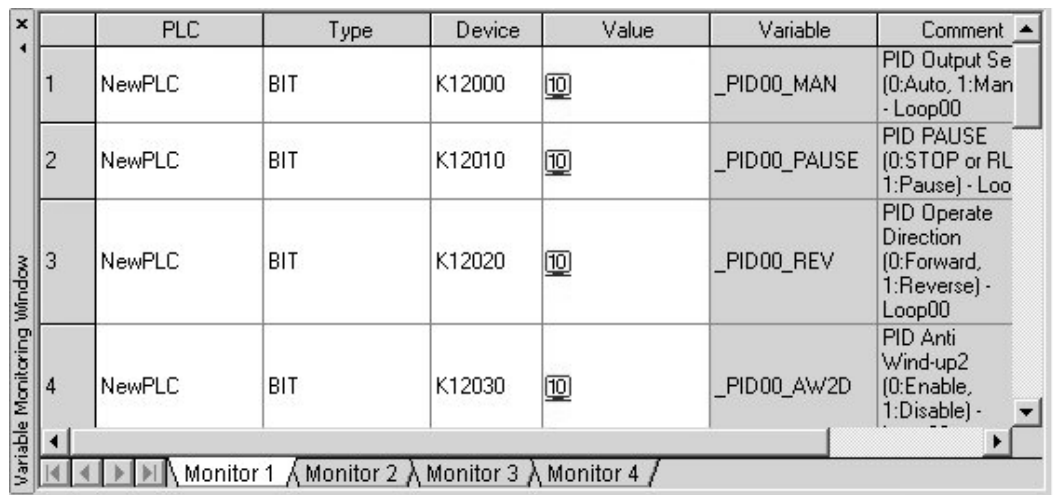 PLC Type Device Value Variable Comment
1 NewPLC BIT K12000 10 _PID00_MAN PID Output Se
(0:Auto, 1:Man
- Loop00
2 NewPLC BIT K12010 10 _PID00_PAUSE PID PAUSE
(0:STOP or RU
1:Pause) - Loo
3 NewPLC BIT K12020 10 _PID00_REV PID Operate
Direction
(0:Forward,
1:Reverse) -
Loop00
4 NewPLC BIT K12030 10 _PID00_AW2D PID Anti
Wind-up2
(0:Enable,
1:Disable) -
Monitor 1 Monitor 2 Monitor 3 Monitor 4
Variable Monitoring Window